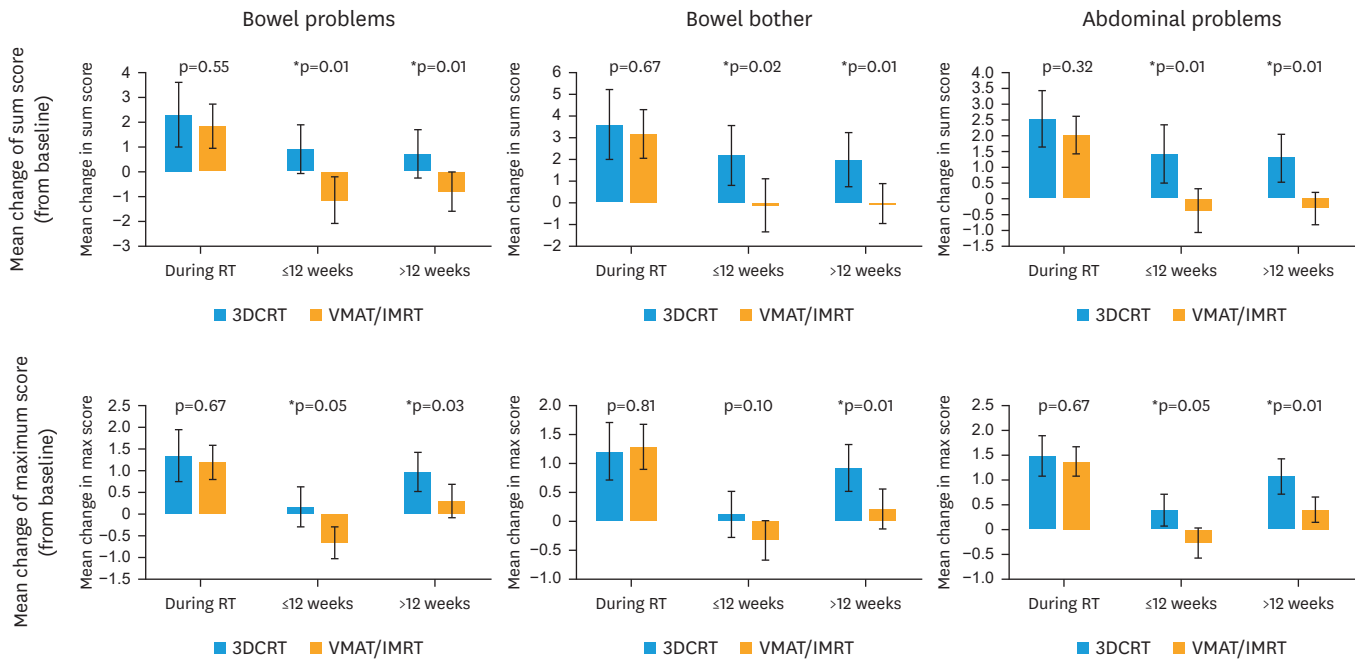 Bowel problems
Bowel bother
Abdominal problems
Mean change of sum score
(from baseline)
Mean change in sum score
4
3
2
1
0
−1
−2
−3
p=0.55
*p=0.01
*p=0.01
During RT
≤12 weeks
>12 weeks
3DCRT
VMAT/IMRT
Mean change in sum score
6
5
4
3
2
1
0
−1
−2
p=0.67
*p=0.02
*p=0.01
During RT
≤12 weeks
>12 weeks
3DCRT
VMAT/IMRT
Mean change in sum score
4.0
3.5
3.0
2.5
2.0
1.5
1.0
0.5
0
−0.5
−1.0
−1.5
p=0.32
*p=0.01
*p=0.01
During RT
≤12 weeks
>12 weeks
3DCRT
VMAT/IMRT
Mean change of maximum score
(from baseline)
Mean change in max score
2.5
2.0
1.5
1.0
0.5
0
−0.5
−1.0
−1.5
p=0.67
*p=0.05
*p=0.03
During RT
≤12 weeks
>12 weeks
3DCRT
VMAT/IMRT
Mean change in max score
2.0
1.5
1.0
0.5
0
−0.5
−1.0
p=0.81
p=0.10
*p=0.01
During RT
≤12 weeks
>12 weeks
3DCRT
VMAT/IMRT
Mean change in max score
2.5
2.0
1.5
1.0
0.5
0
−0.5
−1.0
p=0.67
*p=0.05
*p=0.01
During RT
≤12 weeks
>12 weeks
3DCRT
VMAT/IMRT